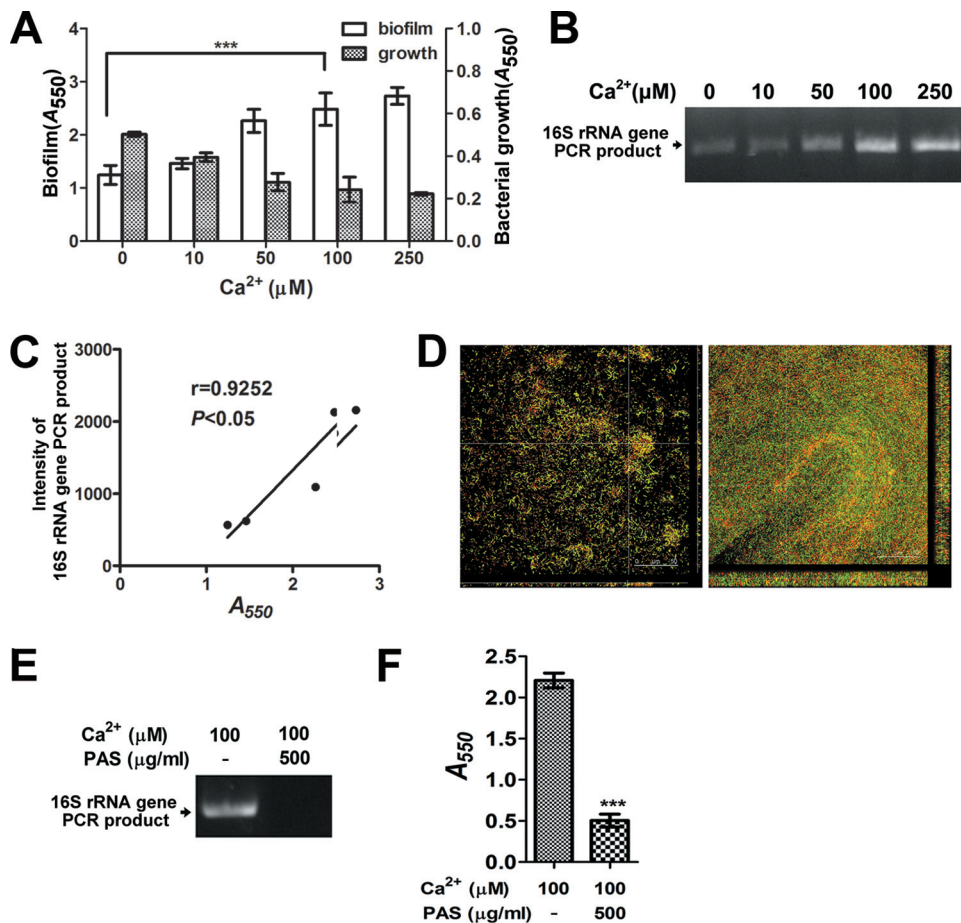 A
***
biofilm
growth
Biofilm(A550)
4
3
2
1
0
1.0
0.8
0.6
0.4
0.2
0.0
Bacterial growth(A550)
0 10 50 100 250
Ca2+ (μM)
B
Ca2+(μM) 0 10 50 100 250
16S rRNA gene
PCR product
C
Intensity of
16S rRNA gene PCR product
3000
2000
1000
0
r=0.9252
P<0.05
0 1 2 3
A550
D
0 μm 50
E
Ca2+ (μM) 100 100
PAS (μg/ml) - 500
16S rRNA gene
PCR product
F
A550
2.5
2.0
1.5
1.0
0.5
0.0
***
Ca2+ (μM) 100 100
PAS (μg/ml) - 500